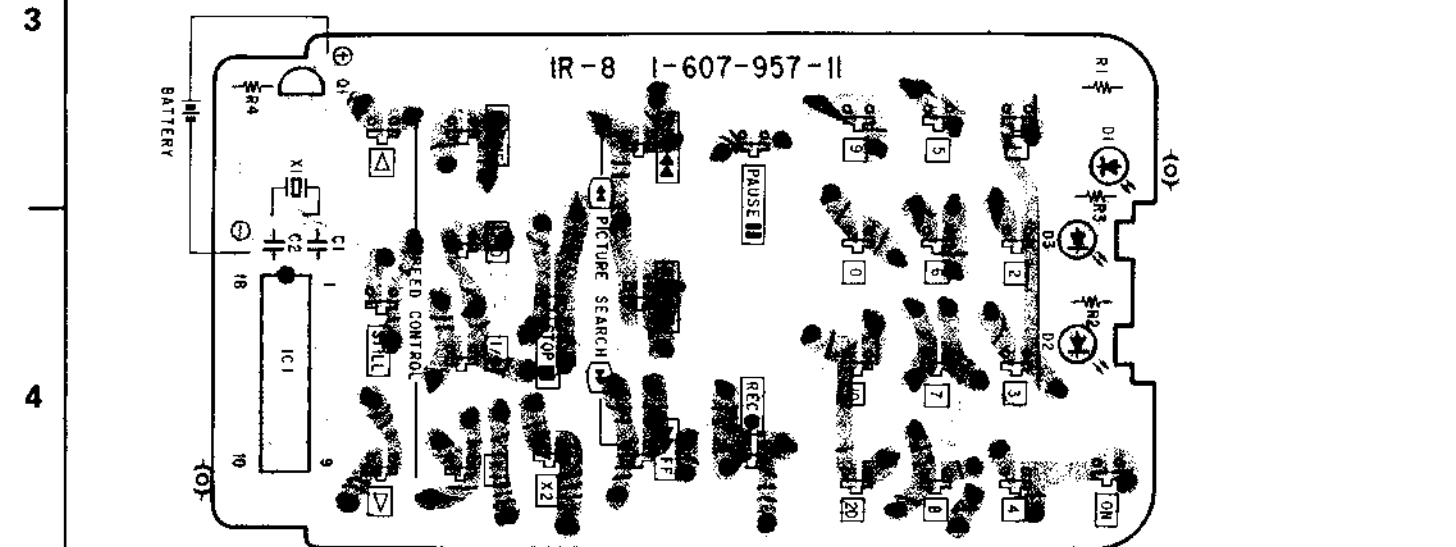 3
4
IR-8 1-607-957-11
BATTERY
R4
Q1
X1
C2
C1
18
1
IC1
10
9
SPEED CONTROL
STILL
PICTURE SEARCH
STOP
X2
PAUSE
REC
9
5
0
6
2
7
3
20
8
4
ON
R1
D1
R3
D3
R2
D2